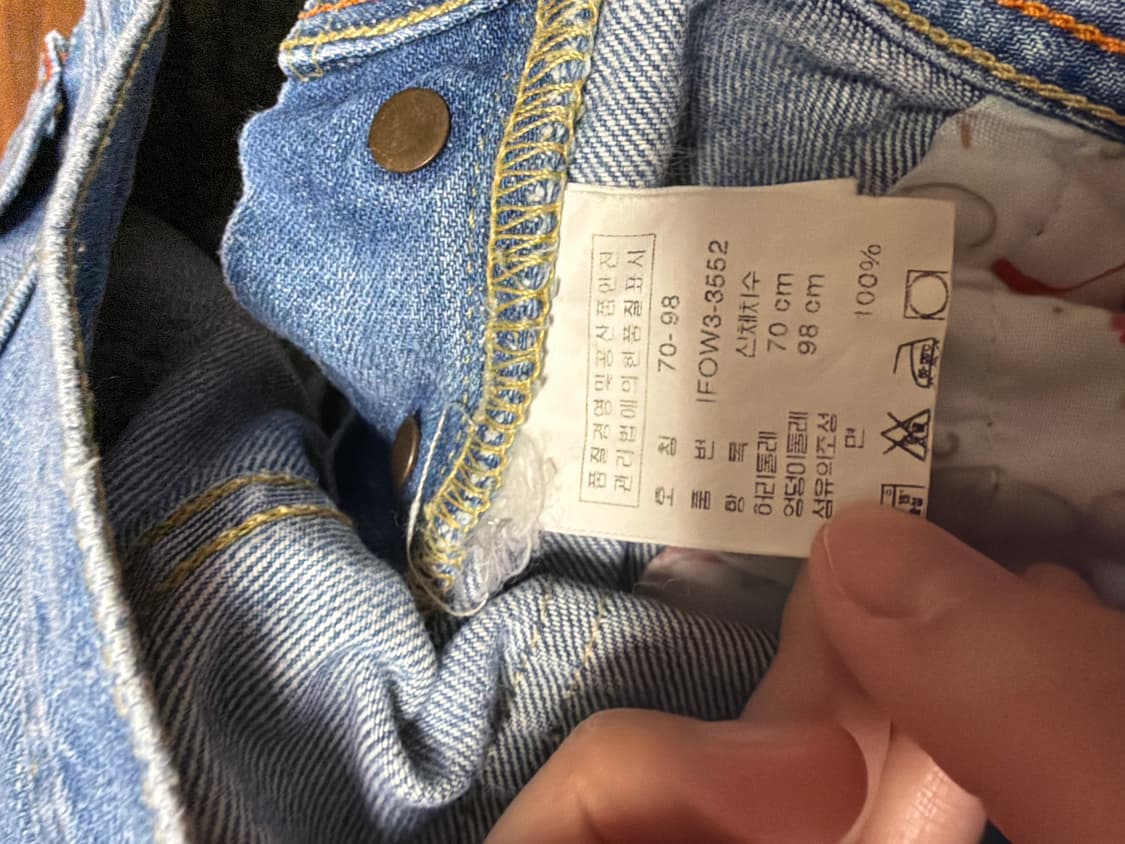 품질경영및공산품안전
관리법에의한품질표시
호 칭 70-98
품 번 IFOW3-3552
항 목 신체치수
허리둘레 70 cm
엉덩이둘레 98 cm
섬유의조성
면 100%